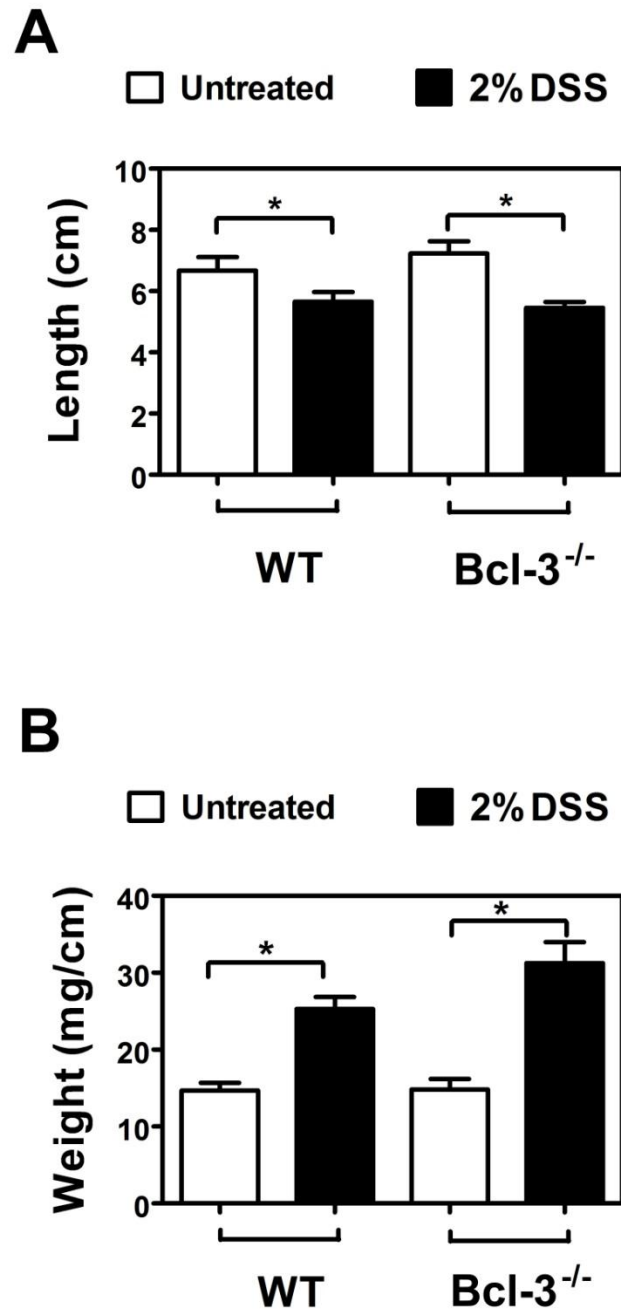 A
Untreated 2% DSS
Length (cm)
10
8
6
4
2
0
* *
WT Bcl-3-/-
B
Untreated 2% DSS
Weight (mg/cm)
40
30
20
10
0
* *
WT Bcl-3-/-